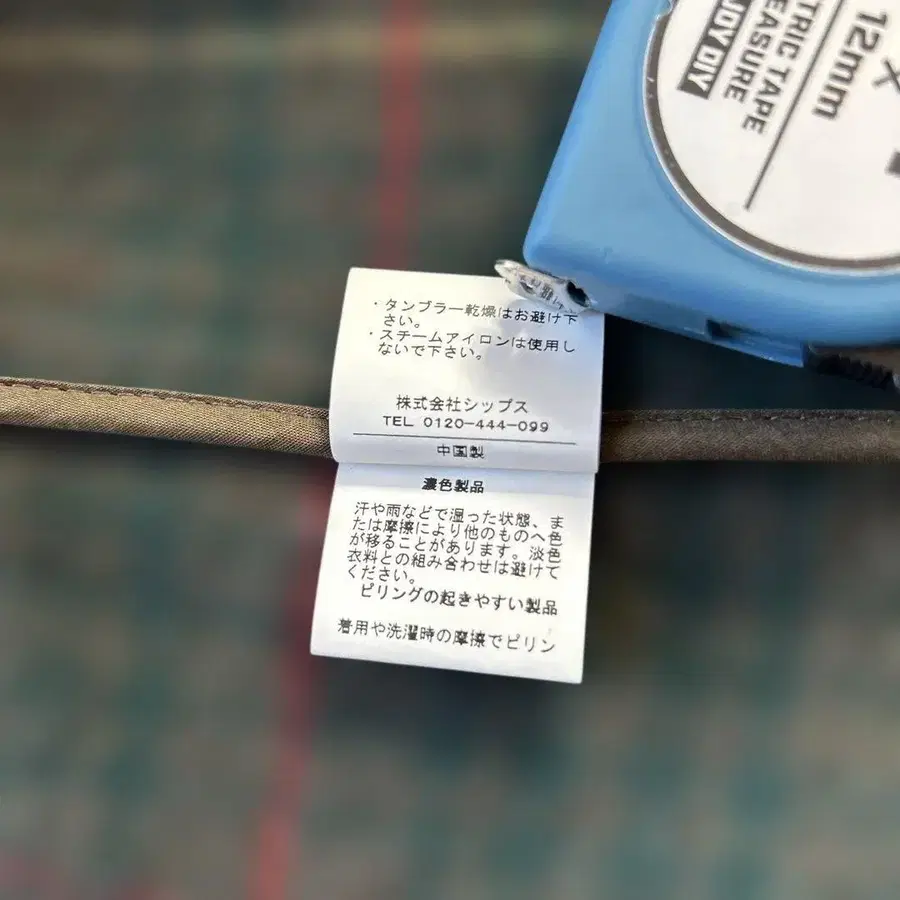 12mm
×
TRIC TAPE
EASURE
JOY DIY
・タンブラー乾燥はお避け下
さい。
・スチームアイロンは使用し
ないで下さい。
株式会社シップス
TEL 0120-444-099
中国製
濃色製品
汗や雨などで湿った状態、ま
たは摩擦により他のものへ色
が移ることがあります。淡色
衣料との組み合わせは避けて
ください。
ピリングの起きやすい製品
着用や洗濯時の摩擦でピリン